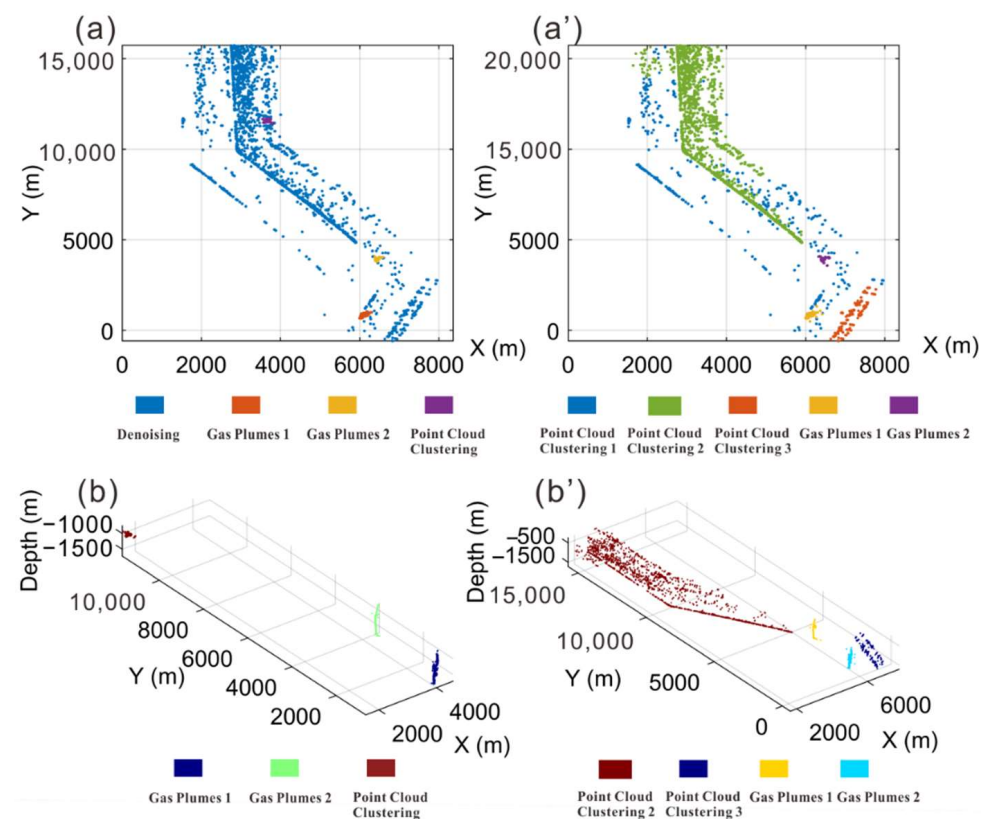 (a)
(a’)
15,000
10,000
5000
0
Y (m)
0
2000
4000
6000
8000
X (m)
20,000
15,000
5000
0
Y (m)
0
2000
4000
6000
8000
X (m)
Denoising
Gas Plumes 1
Gas Plumes 2
Point Cloud
Clustering
Point Cloud
Clustering 1
Point Cloud
Clustering 2
Point Cloud
Clustering 3
Gas Plumes 1
Gas Plumes 2
(b)
Depth (m)
−1000
−1500
10,000
8000
6000
4000
2000
Y (m)
2000
4000
X (m)
(b’)
Depth (m)
−500
−1500
15,000
10,000
5000
0
Y (m)
2000
6000
X (m)
Gas Plumes 1
Gas Plumes 2
Point Cloud
Clustering
Point Cloud
Clustering 2
Point Cloud
Clustering 3
Gas Plumes 1
Gas Plumes 2